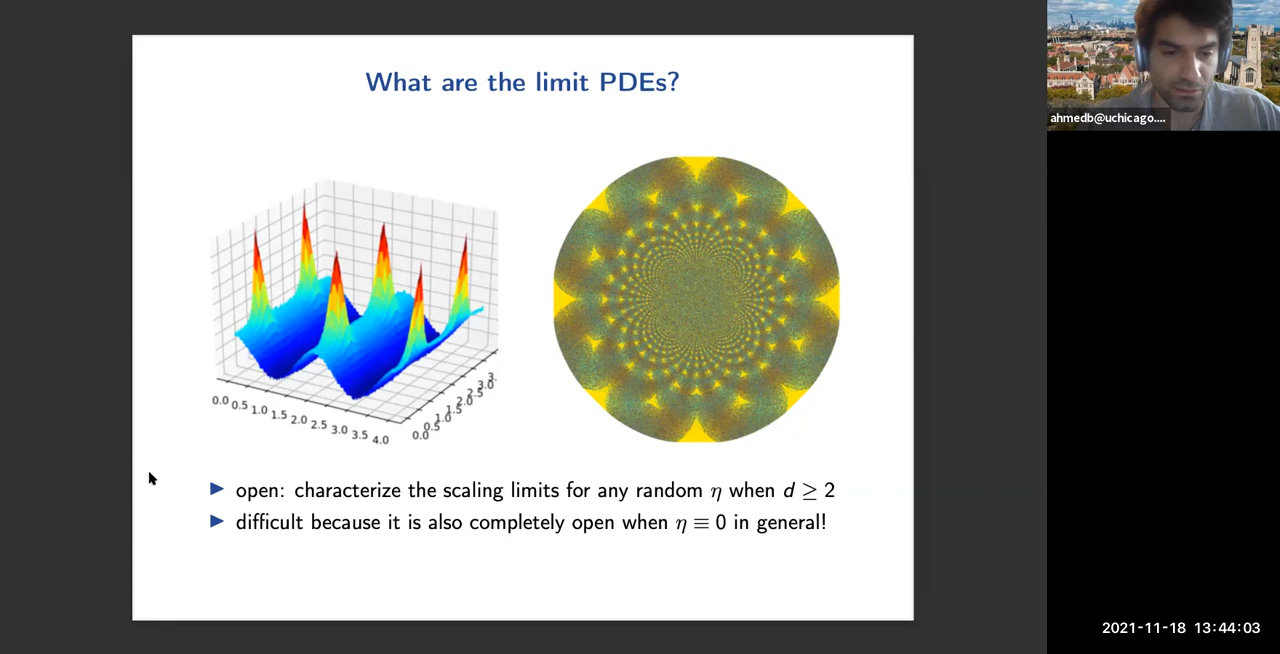 What are the limit PDEs?
0.0 0.5 1.0 1.5 2.0 2.5 3.0 3.5 4.0
0.0 0.5 1.0 1.5 2.0 2.5 3.0 3.
▶ open: characterize the scaling limits for any random η when d ≥ 2
▶ difficult because it is also completely open when η ≡ 0 in general!
ahmedb@uchicago....
2021-11-18 13:44:03